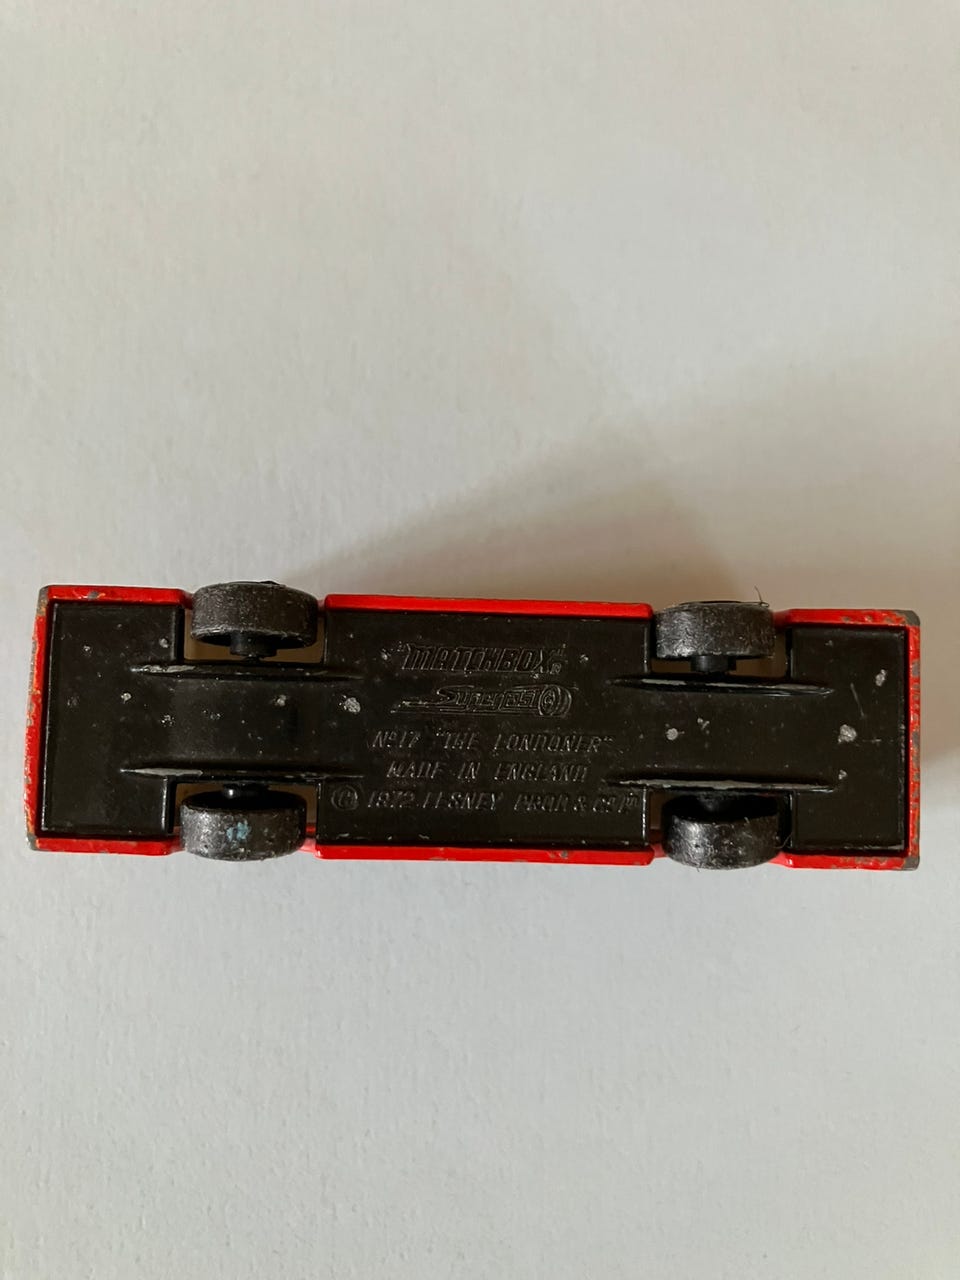 "MATCHBOX"
Superfast
Nº17 "THE LONDONER"
MADE IN ENGLAND
© 1972 LESNEY PROD & CO LTD